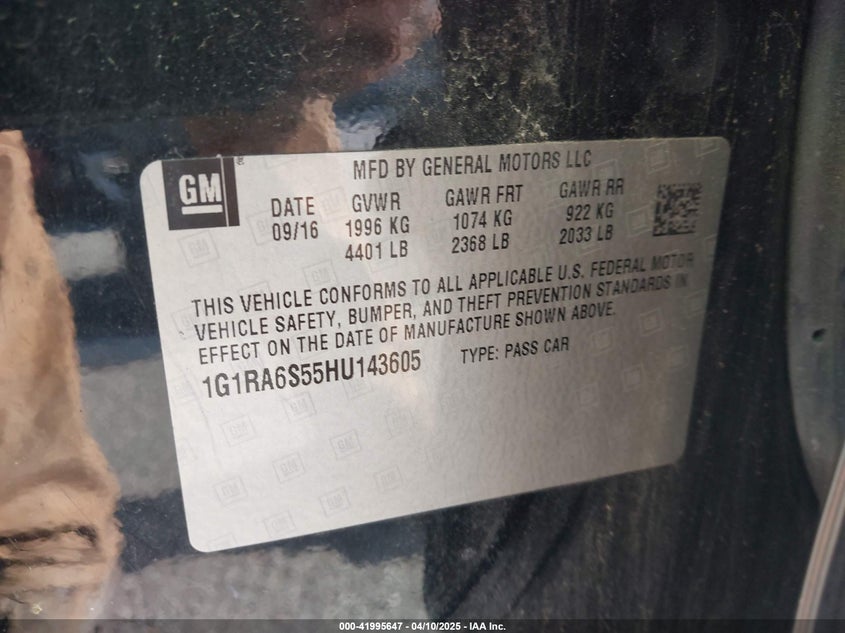 GM
MFD BY GENERAL MOTORS LLC
DATE GVWR GAWR FRT GAWR RR
09/16 1996 KG 1074 KG 922 KG
4401 LB 2368 LB 2033 LB
THIS VEHICLE CONFORMS TO ALL APPLICABLE U.S. FEDERAL MOTOR
VEHICLE SAFETY, BUMPER, AND THEFT PREVENTION STANDARDS IN
EFFECT ON THE DATE OF MANUFACTURE SHOWN ABOVE.
1G1RA6S55HU143605 TYPE: PASS CAR
000-41995647 - 04/10/2025 - IAA Inc.